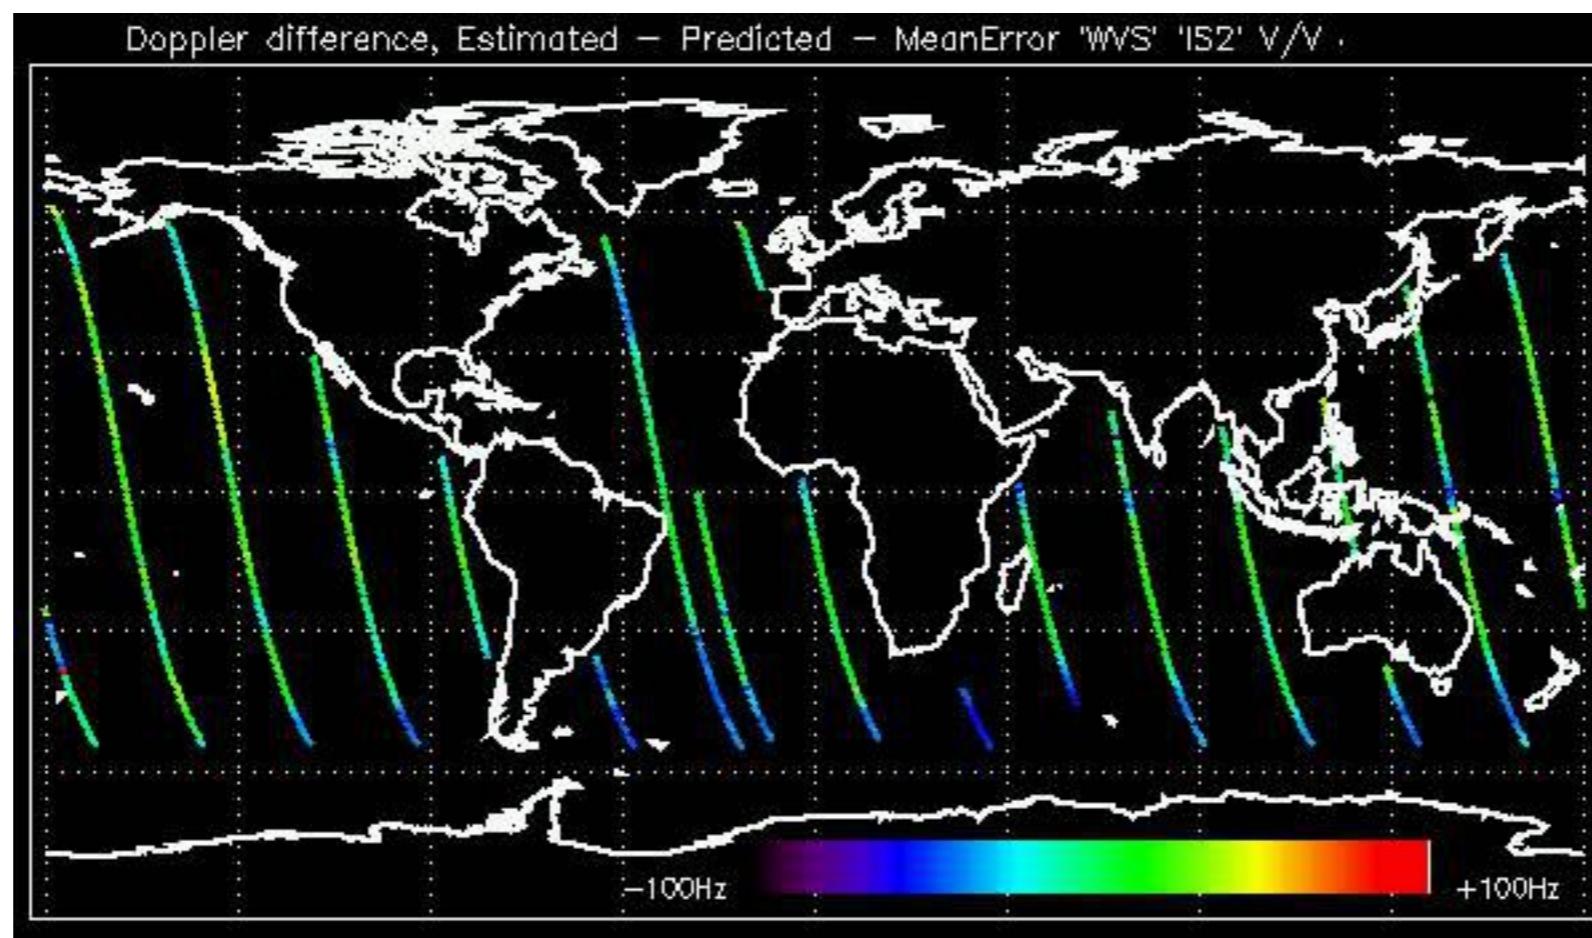 Doppler difference, Estimated – Predicted – MeanError 'WVS' 'IS2' V/V .
–100Hz
+100Hz